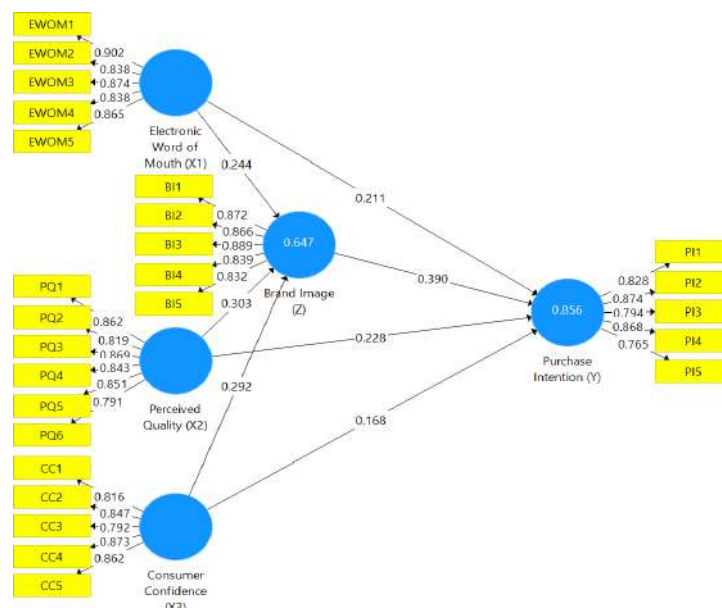 EWOM1
EWOM2
EWOM3
EWOM4
EWOM5
0.902
0.838
0.874
0.838
0.865
Electronic
Word of
Mouth (X1)
0.244
0.211
BI1
BI2
BI3
BI4
BI5
0.872
0.866
0.889
0.839
0.832
0.647
Brand Image
(Z)
0.390
PQ1
PQ2
PQ3
PQ4
PQ5
PQ6
0.862
0.819
0.869
0.843
0.851
0.791
Perceived
Quality (X2)
0.303
0.228
0.292
0.168
CC1
CC2
CC3
CC4
CC5
0.816
0.847
0.792
0.873
0.862
Consumer
Confidence
(X3)
0.856
Purchase
Intention (Y)
0.828
0.874
0.794
0.868
0.765
PI1
PI2
PI3
PI4
PI5